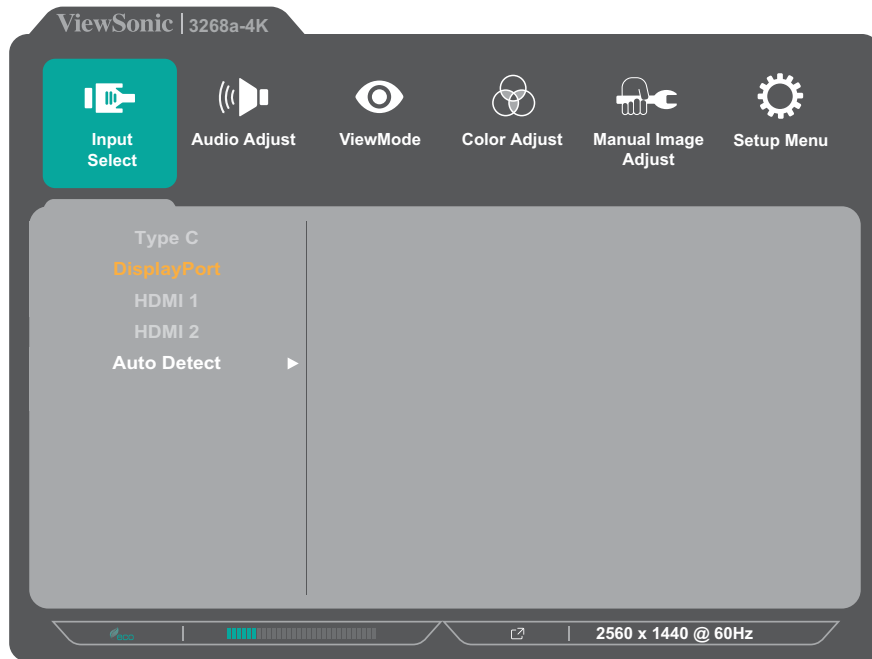 ViewSonic 3268a-4K
Input
Select
Audio Adjust
ViewMode
Color Adjust
Manual Image
Adjust
Setup Menu
Type C
DisplayPort
HDMI 1
HDMI 2
Auto Detect
eco
2560 x 1440 @ 60Hz